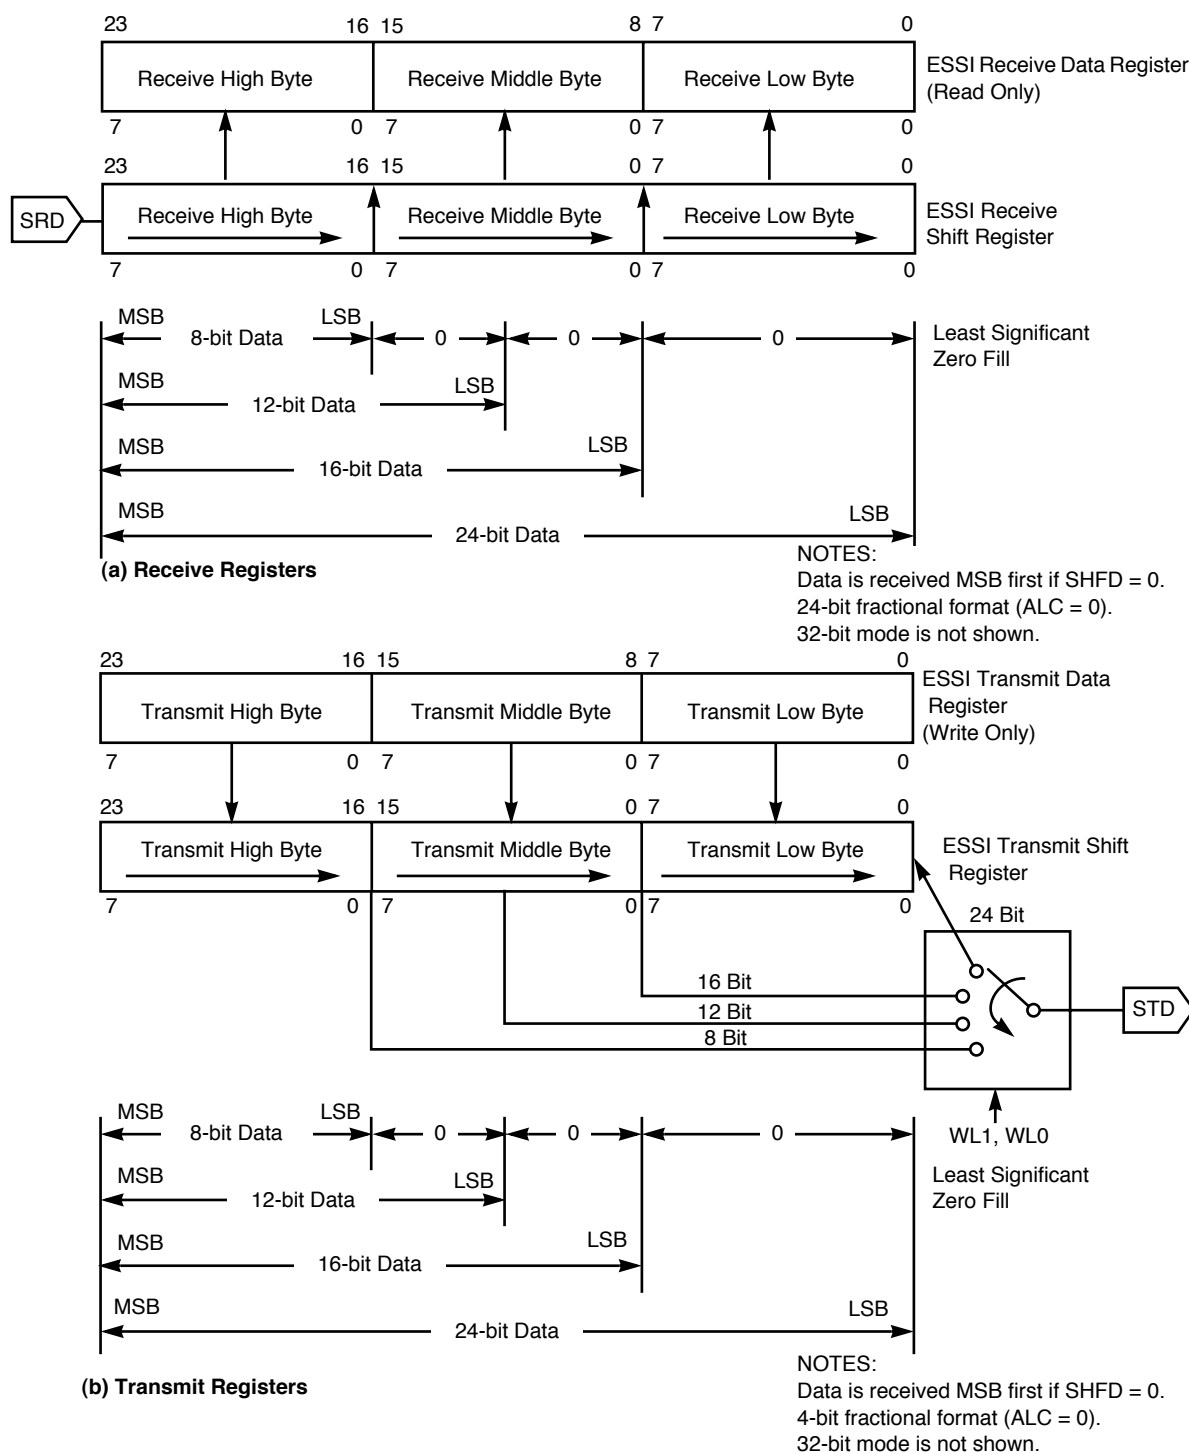 23 16 15 8 7 0
Receive High Byte Receive Middle Byte Receive Low Byte
ESSI Receive Data Register
(Read Only)
7 0 7 0 7 0
23 16 15 0 7 0
SRD
Receive High Byte Receive Middle Byte Receive Low Byte
ESSI Receive
Shift Register
7 0 7 0 7 0
MSB LSB
8-bit Data 0 0 0
Least Significant
Zero Fill
MSB LSB
12-bit Data
MSB LSB
16-bit Data
MSB LSB
24-bit Data
(a) Receive Registers
NOTES:
Data is received MSB first if SHFD = 0.
24-bit fractional format (ALC = 0).
32-bit mode is not shown.
23 16 15 8 7 0
Transmit High Byte Transmit Middle Byte Transmit Low Byte
ESSI Transmit Data
Register
(Write Only)
7 0 7 0 7 0
23 16 15 0 7 0
Transmit High Byte Transmit Middle Byte Transmit Low Byte
ESSI Transmit Shift
Register
7 0 7 0 7 0
24 Bit
16 Bit
12 Bit
8 Bit
STD
WL1, WL0
MSB LSB
8-bit Data 0 0 0
Least Significant
Zero Fill
MSB LSB
12-bit Data
MSB LSB
16-bit Data
MSB LSB
24-bit Data
(b) Transmit Registers
NOTES:
Data is received MSB first if SHFD = 0.
4-bit fractional format (ALC = 0).
32-bit mode is not shown.